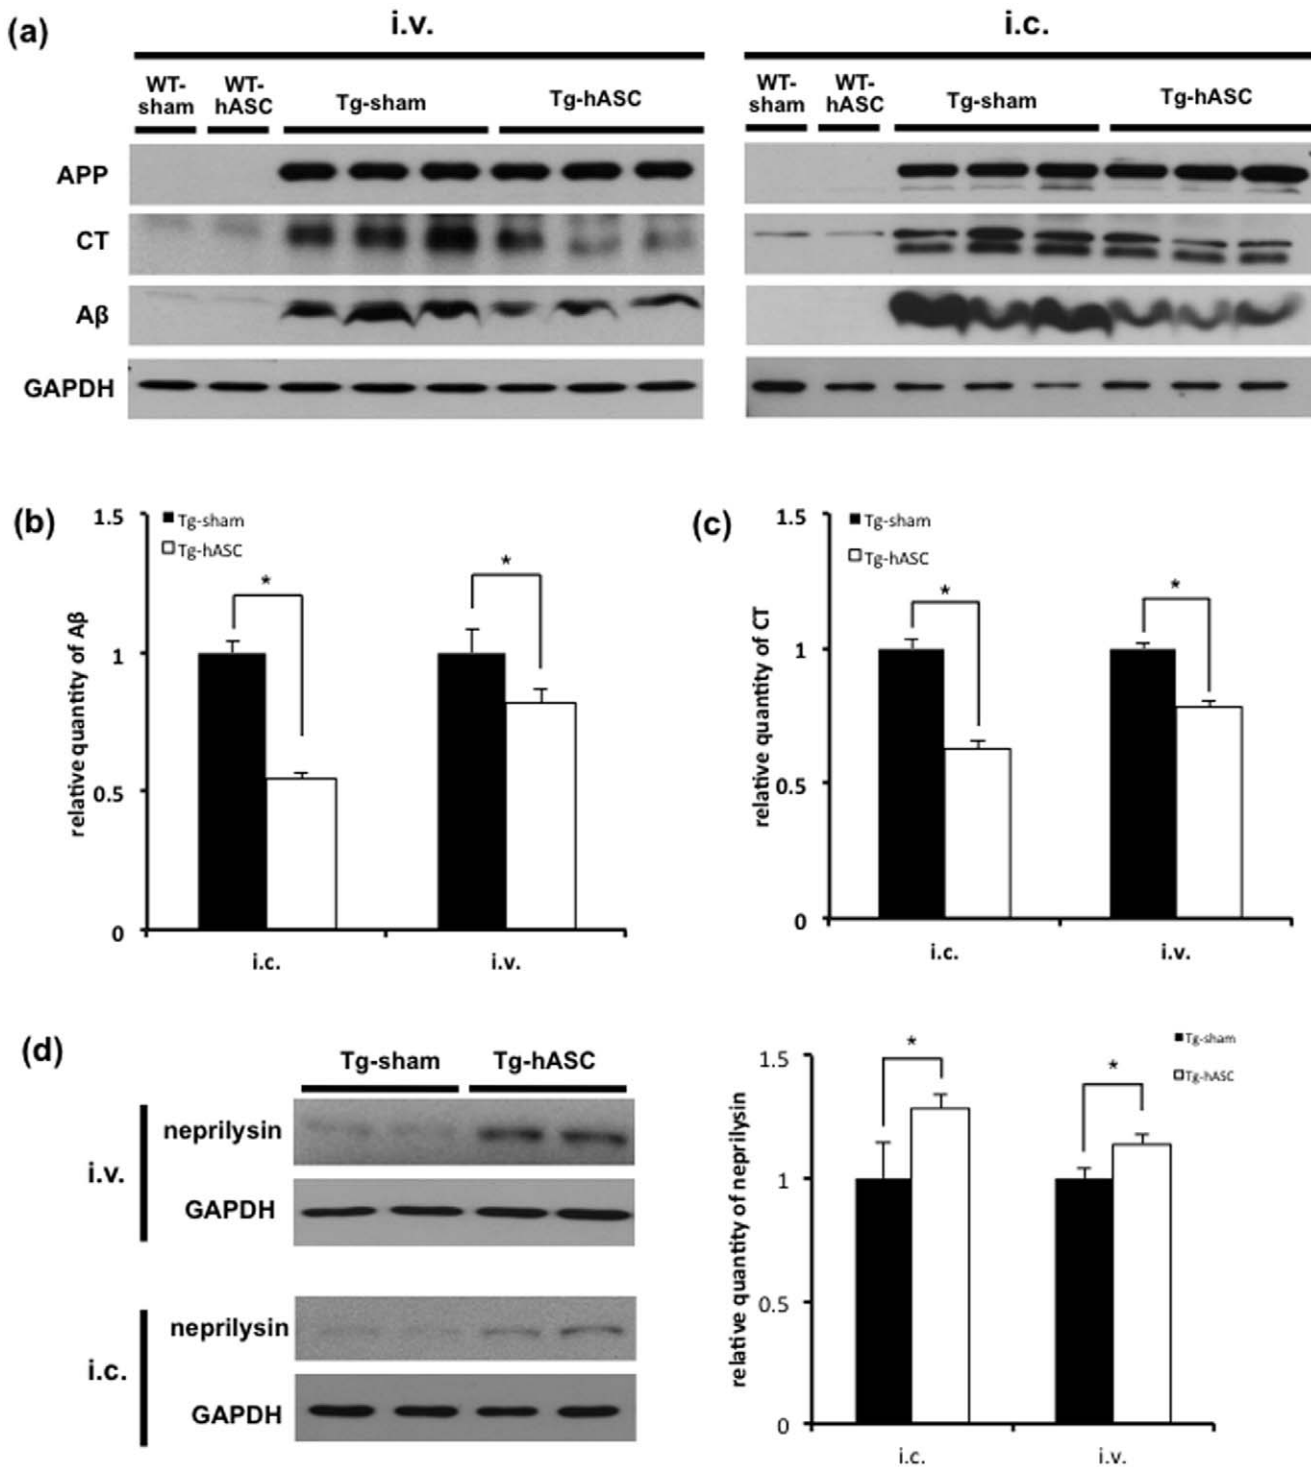 (a)
i.v.
i.c.
WT-
sham
WT-
hASC
Tg-sham
Tg-hASC
WT-
sham
WT-
hASC
Tg-sham
Tg-hASC
APP
CT
Aβ
GAPDH
(b)
1.5
1
0.5
0
relative quantity of Aβ
Tg-sham
Tg-hASC
*
*
i.c.
i.v.
(c)
1.5
1
0.5
0
relative quantity of CT
Tg-sham
Tg-hASC
*
*
i.c.
i.v.
(d)
Tg-sham
Tg-hASC
i.v.
neprilysin
GAPDH
i.c.
neprilysin
GAPDH
1.5
1
0.5
0
relative quantity of neprilysin
Tg-sham
Tg-hASC
*
*
i.c.
i.v.